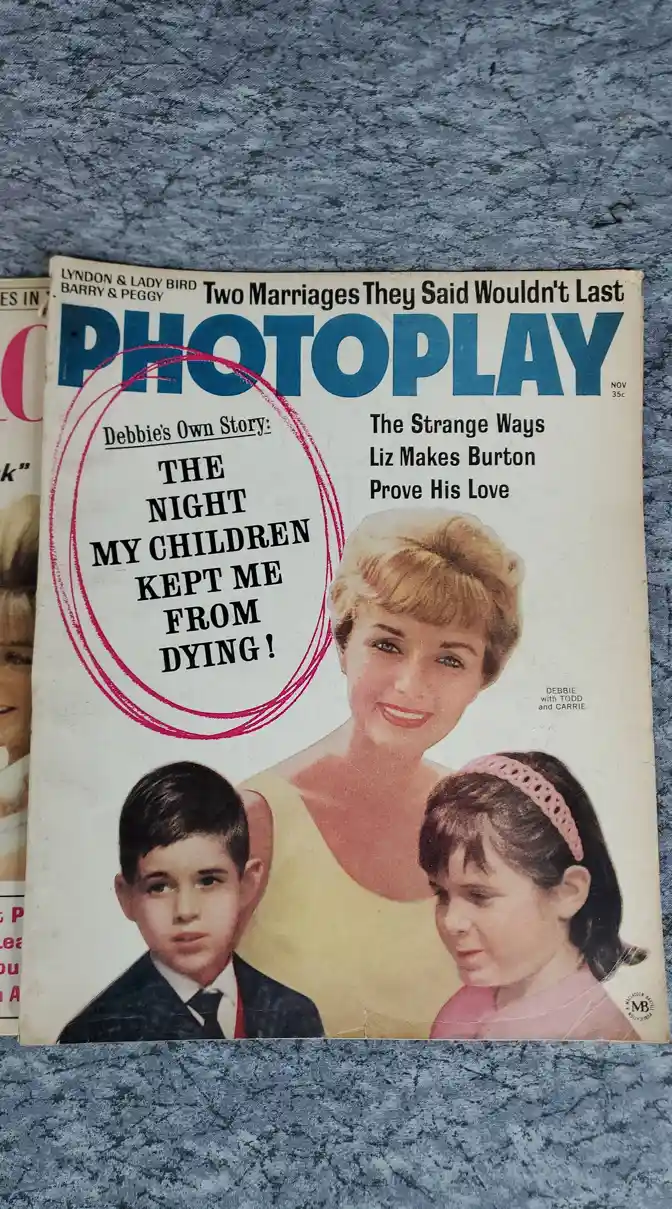 LYNDON & LADY BIRD
BARRY & PEGGY
Two Marriages They Said Wouldn't Last
PHOTOPLAY
NOV
35c
Debbie's Own Story:
THE
NIGHT
MY CHILDREN
KEPT ME
FROM
DYING!
The Strange Ways
Liz Makes Burton
Prove His Love
DEBBIE
with TODD
and CARRIE
MB
ES IN
k"